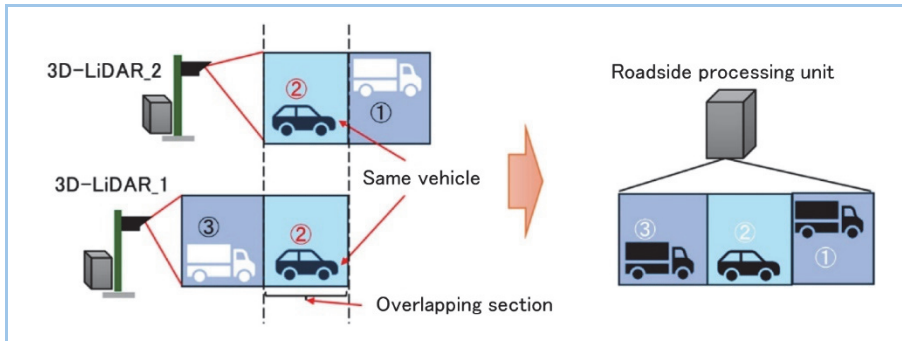 3D-LiDAR_2
②
①
Same vehicle
3D-LiDAR_1
③
②
Overlapping section
Roadside processing unit
③
②
①